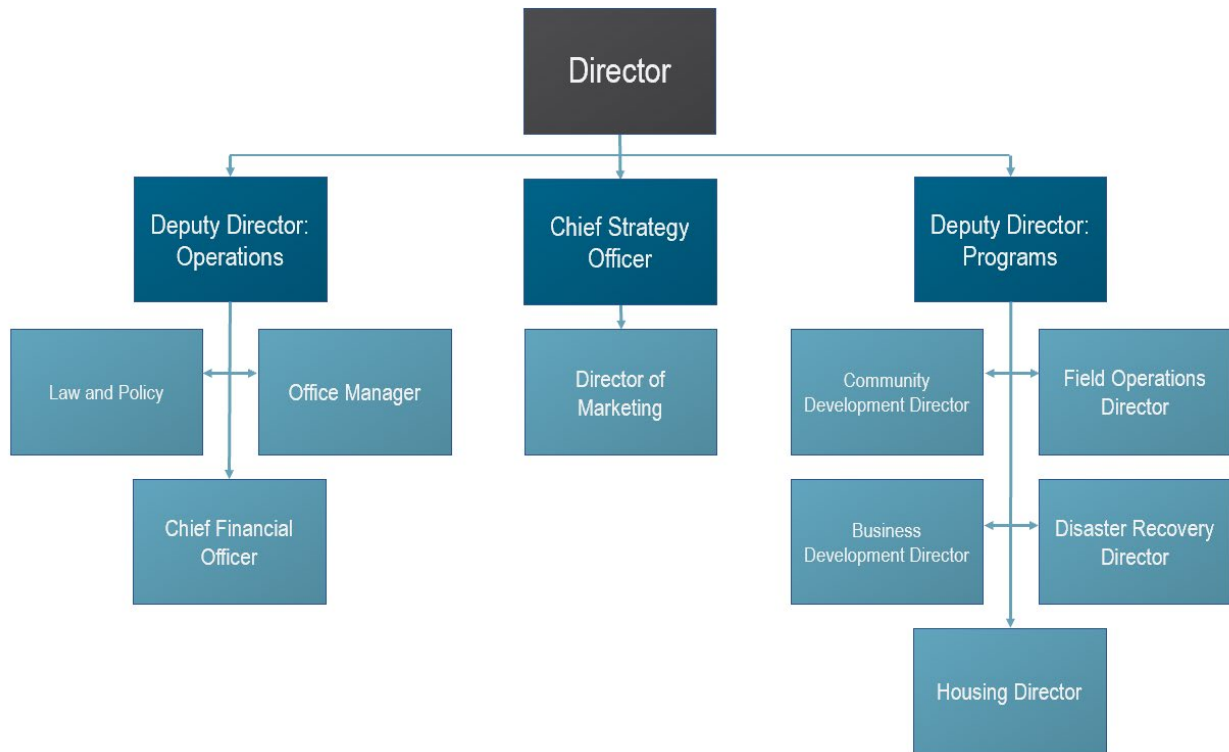 Director
Deputy Director:
Operations
Chief Strategy
Officer
Deputy Director:
Programs
Law and Policy
Office Manager
Director of
Marketing
Community
Development Director
Field Operations
Director
Chief Financial
Officer
Business
Development Director
Disaster Recovery
Director
Housing Director